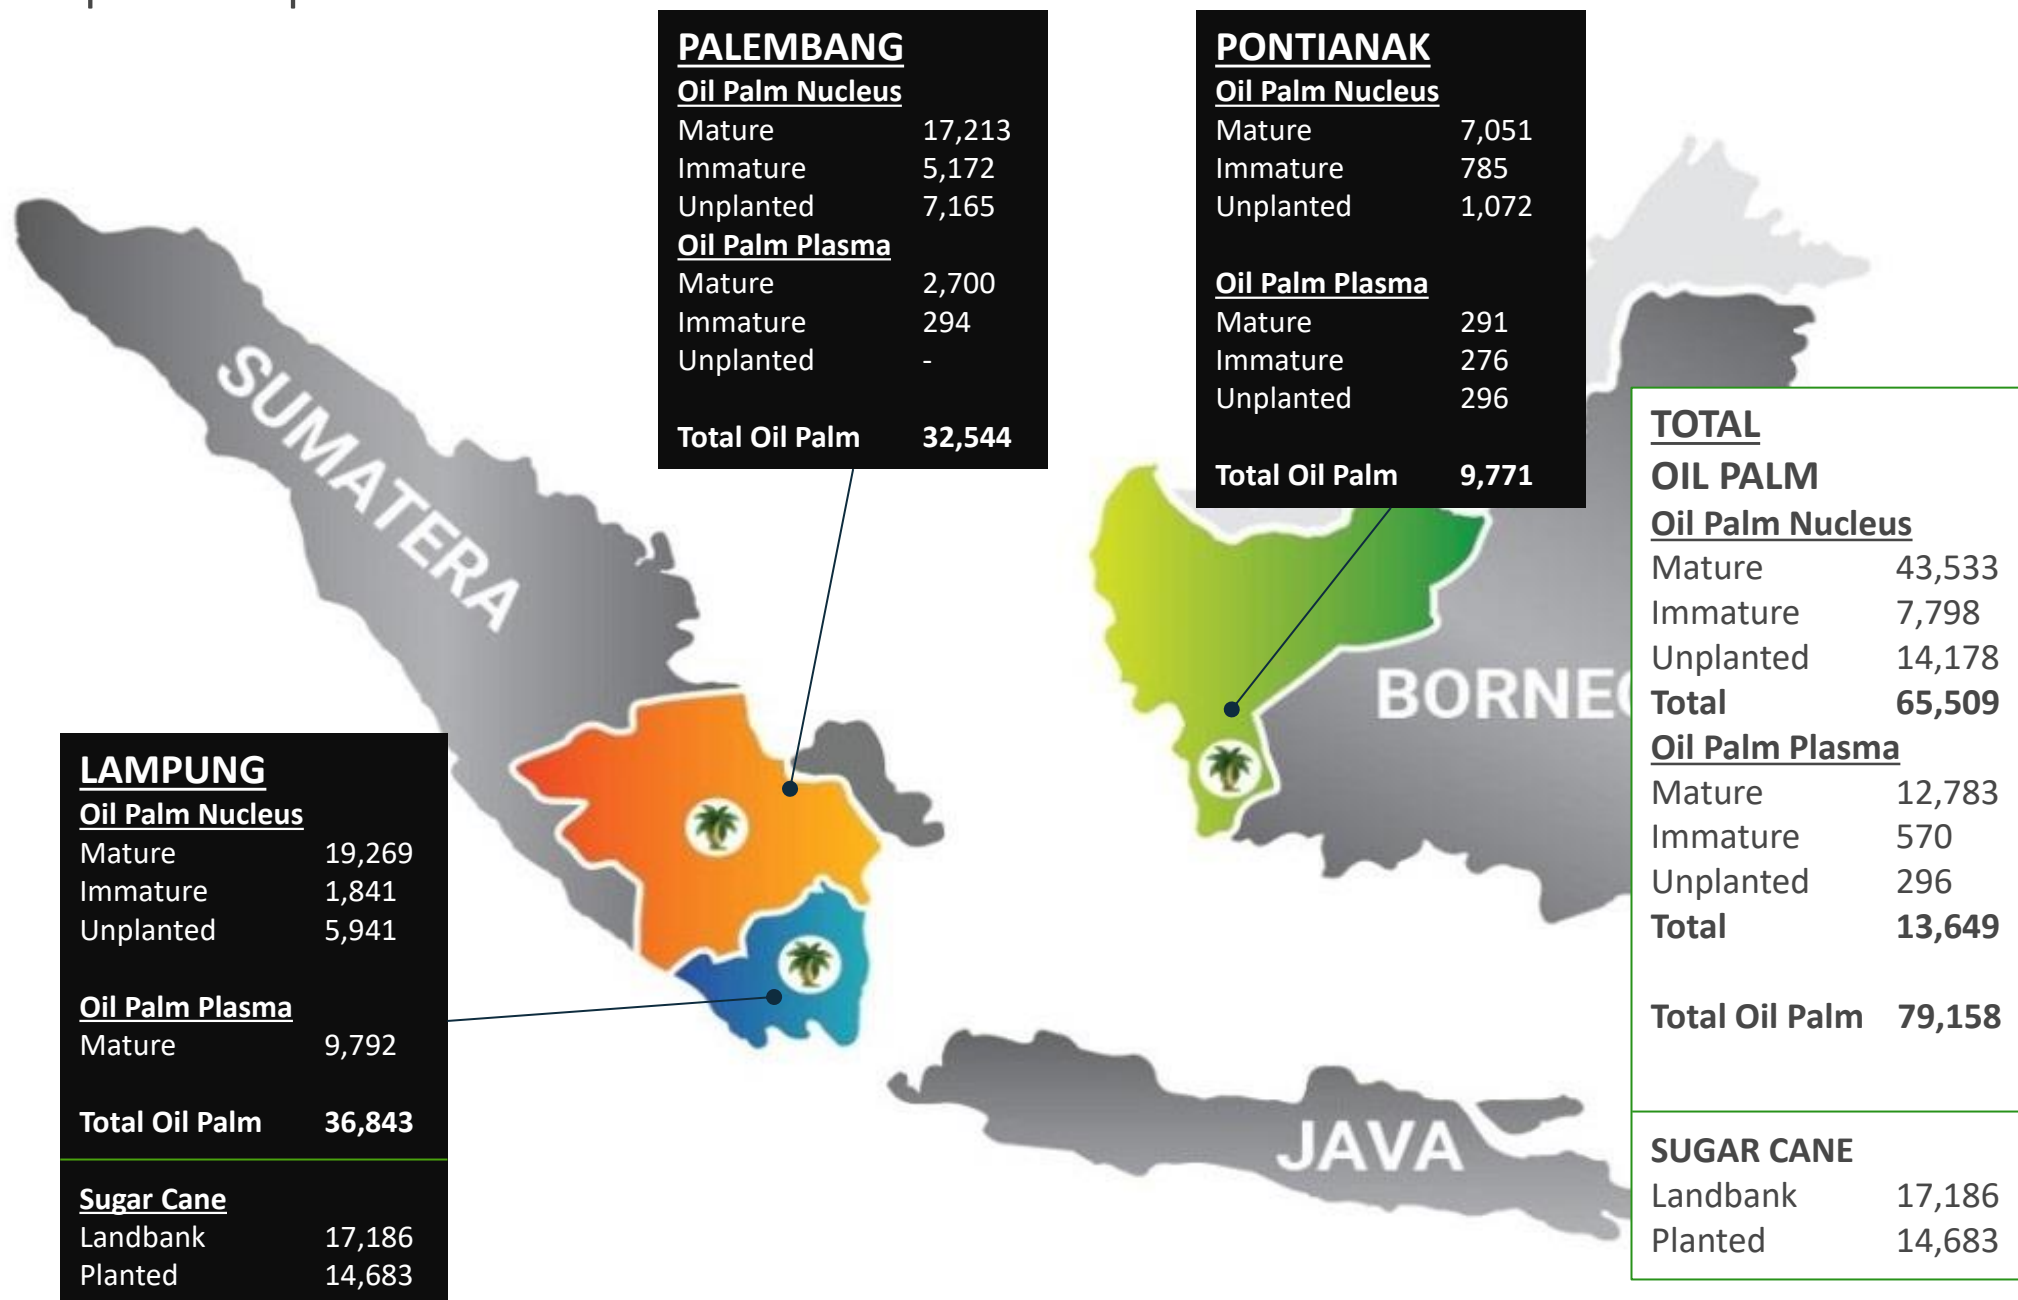 PALEMBANG
Oil Palm Nucleus
Mature 17,213
Immature 5,172
Unplanted 7,165
Oil Palm Plasma
Mature 2,700
Immature 294
Unplanted -
Total Oil Palm 32,544
PONTIANAK
Oil Palm Nucleus
Mature 7,051
Immature 785
Unplanted 1,072
Oil Palm Plasma
Mature 291
Immature 276
Unplanted 296
Total Oil Palm 9,771
SUMATERA
BORNEO
JAVA
LAMPUNG
Oil Palm Nucleus
Mature 19,269
Immature 1,841
Unplanted 5,941
Oil Palm Plasma
Mature 9,792
Total Oil Palm 36,843
Sugar Cane
Landbank 17,186
Planted 14,683
TOTAL
OIL PALM
Oil Palm Nucleus
Mature 43,533
Immature 7,798
Unplanted 14,178
Total 65,509
Oil Palm Plasma
Mature 12,783
Immature 570
Unplanted 296
Total 13,649
Total Oil Palm 79,158
SUGAR CANE
Landbank 17,186
Planted 14,683